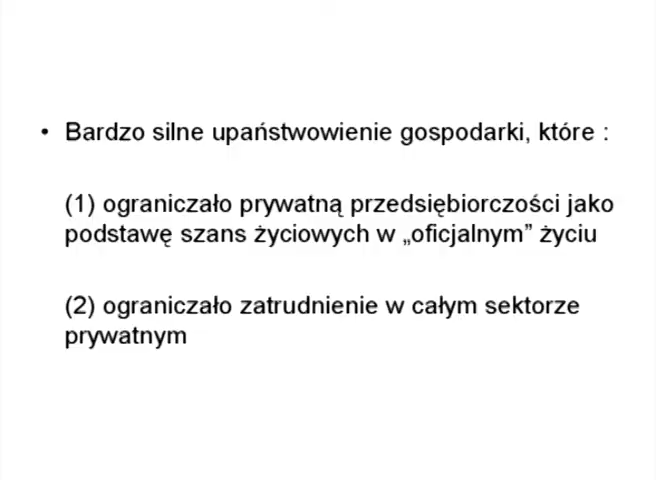 • Bardzo silne upaństwowienie gospodarki, które :
(1) ograniczało prywatną przedsiębiorczości jako
podstawę szans życiowych w „oficjalnym” życiu
(2) ograniczało zatrudnienie w całym sektorze
prywatnym